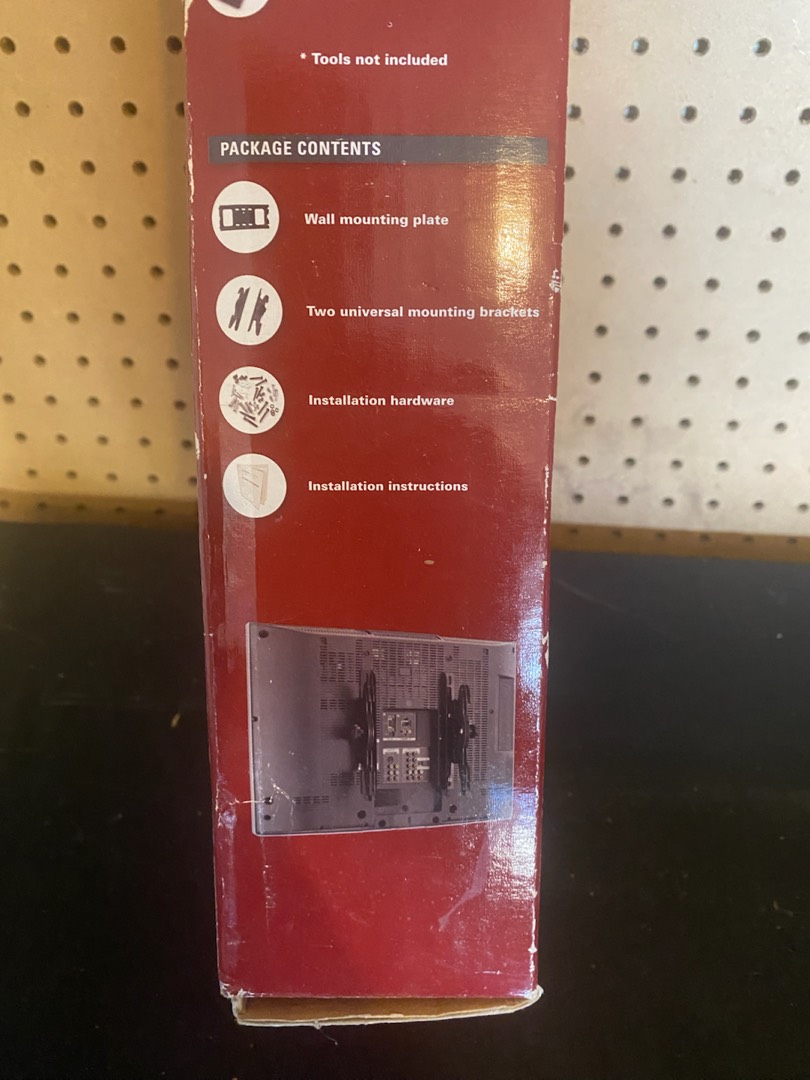 * Tools not included
PACKAGE CONTENTS
Wall mounting plate
Two universal mounting brackets
Installation hardware
Installation instructions